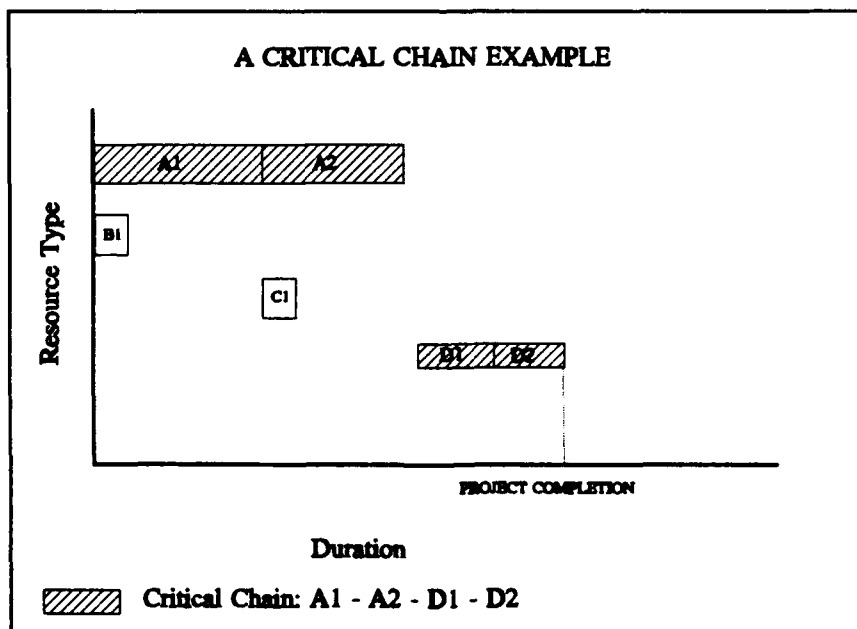 A CRITICAL CHAIN EXAMPLE
Resource Type
A1 A2
B1
C1
D1 D2
PROJECT COMPLETION
Duration
Critical Chain: A1 - A2 - D1 - D2